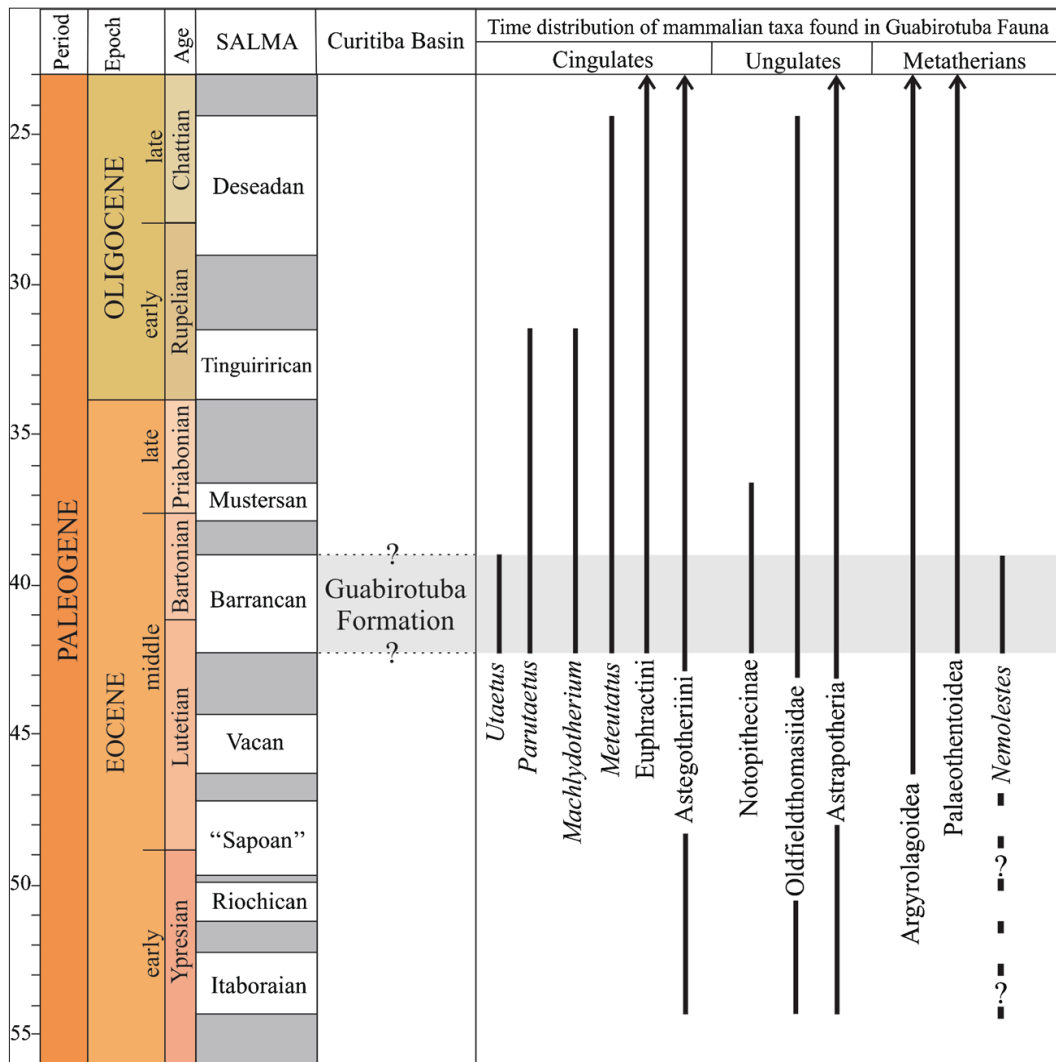 Period
Epoch
Age
SALMA
Curitiba Basin
Time distribution of mammalian taxa found in Guabirotuba Fauna
Cingulates
Ungulates
Metatherians
25
30
35
40
45
50
55
PALEOGENE
OLIGOCENE
EOCENE
late
early
late
middle
early
Chattian
Rupelian
Priabonian
Bartonian
Lutetian
Ypresian
Deseadan
Tinguirirican
Mustersan
Barrancan
Vacan
“Sapoan”
Riochican
Itaboraian
?
Guabirotuba
Formation
?
Utaetus
Parutaetus
Machlydotherium
Meteutatus
Euphractini
Astegotheriini
Notopithecinae
Oldfieldthomasiidae
Astrapotheria
Argyrolagoidea
Palaeothentoidea
Nemolestes
?
?